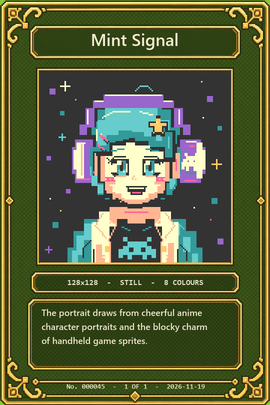 Mint Signal
128x128 - STILL - 8 COLOURS
The portrait draws from cheerful anime
character portraits and the blocky charm
of handheld game sprites.
No. 000045 - 1 OF 1 - 2026-11-19